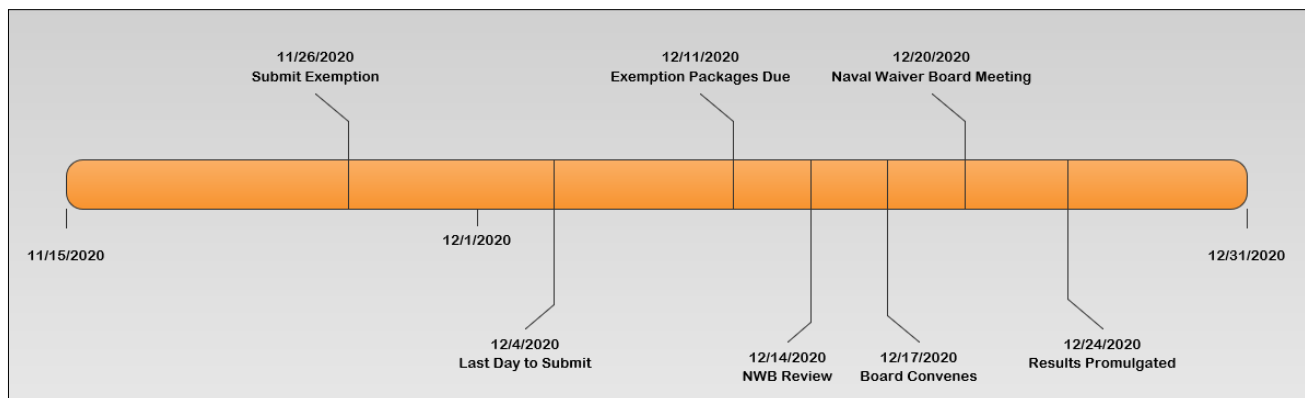 11/26/2020
Submit Exemption
12/11/2020
Exemption Packages Due
12/20/2020
Naval Waiver Board Meeting
11/15/2020
12/1/2020
12/31/2020
12/4/2020
Last Day to Submit
12/14/2020
NWB Review
12/17/2020
Board Convenes
12/24/2020
Results Promulgated